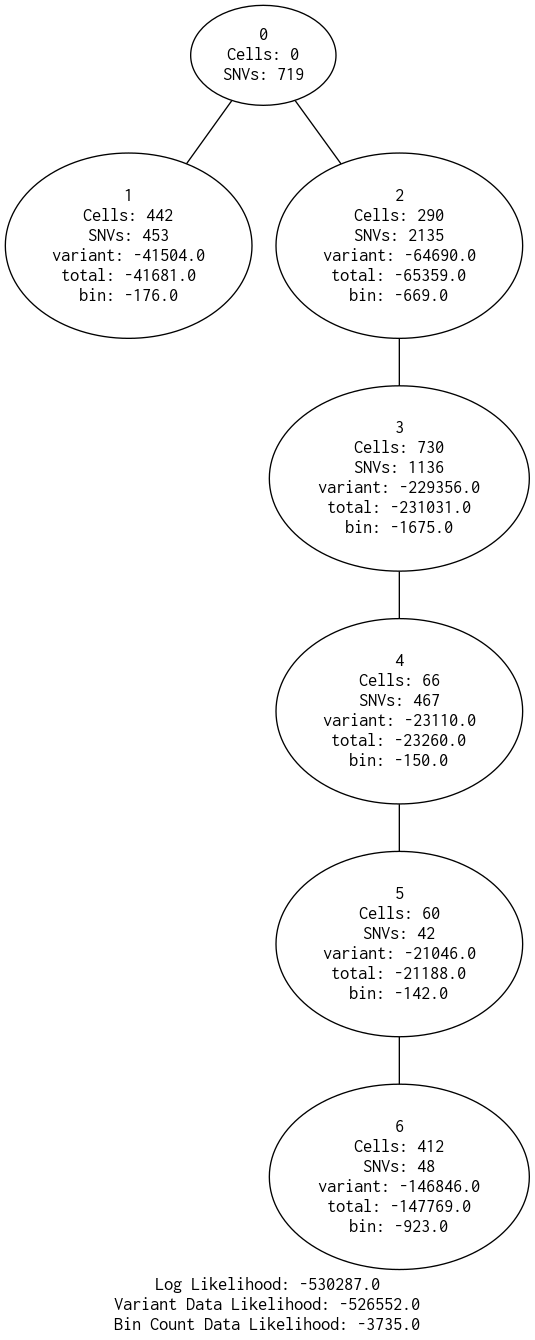 0
Cells: 0
SNVs: 719
1
Cells: 442
SNVs: 453
variant: -41504.0
total: -41681.0
bin: -176.0
2
Cells: 290
SNVs: 2135
variant: -64690.0
total: -65359.0
bin: -669.0
3
Cells: 730
SNVs: 1136
variant: -229356.0
total: -231031.0
bin: -1675.0
4
Cells: 66
SNVs: 467
variant: -23110.0
total: -23260.0
bin: -150.0
5
Cells: 60
SNVs: 42
variant: -21046.0
total: -21188.0
bin: -142.0
6
Cells: 412
SNVs: 48
variant: -146846.0
total: -147769.0
bin: -923.0
Log Likelihood: -530287.0
Variant Data Likelihood: -526552.0
Bin Count Data Likelihood: -3735.0